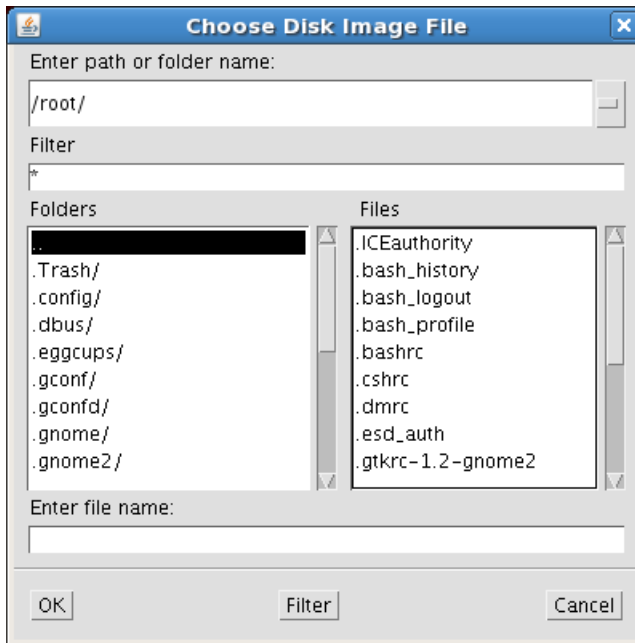 Choose Disk Image File
Enter path or folder name:
/root/
Filter
*
Folders
..
.Trash/
.config/
.dbus/
.eggcups/
.gconf/
.gconfd/
.gnome/
.gnome2/
Files
.ICEauthority
.bash_history
.bash_logout
.bash_profile
.bashrc
.cshrc
.dmrc
.esd_auth
.gtkrc-1.2-gnome2
Enter file name:
OK
Filter
Cancel